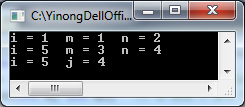 C:\YinongDellOffi...
i = 1  m = 1  n = 2
i = 5  m = 3  n = 4
i = 5  j = 4